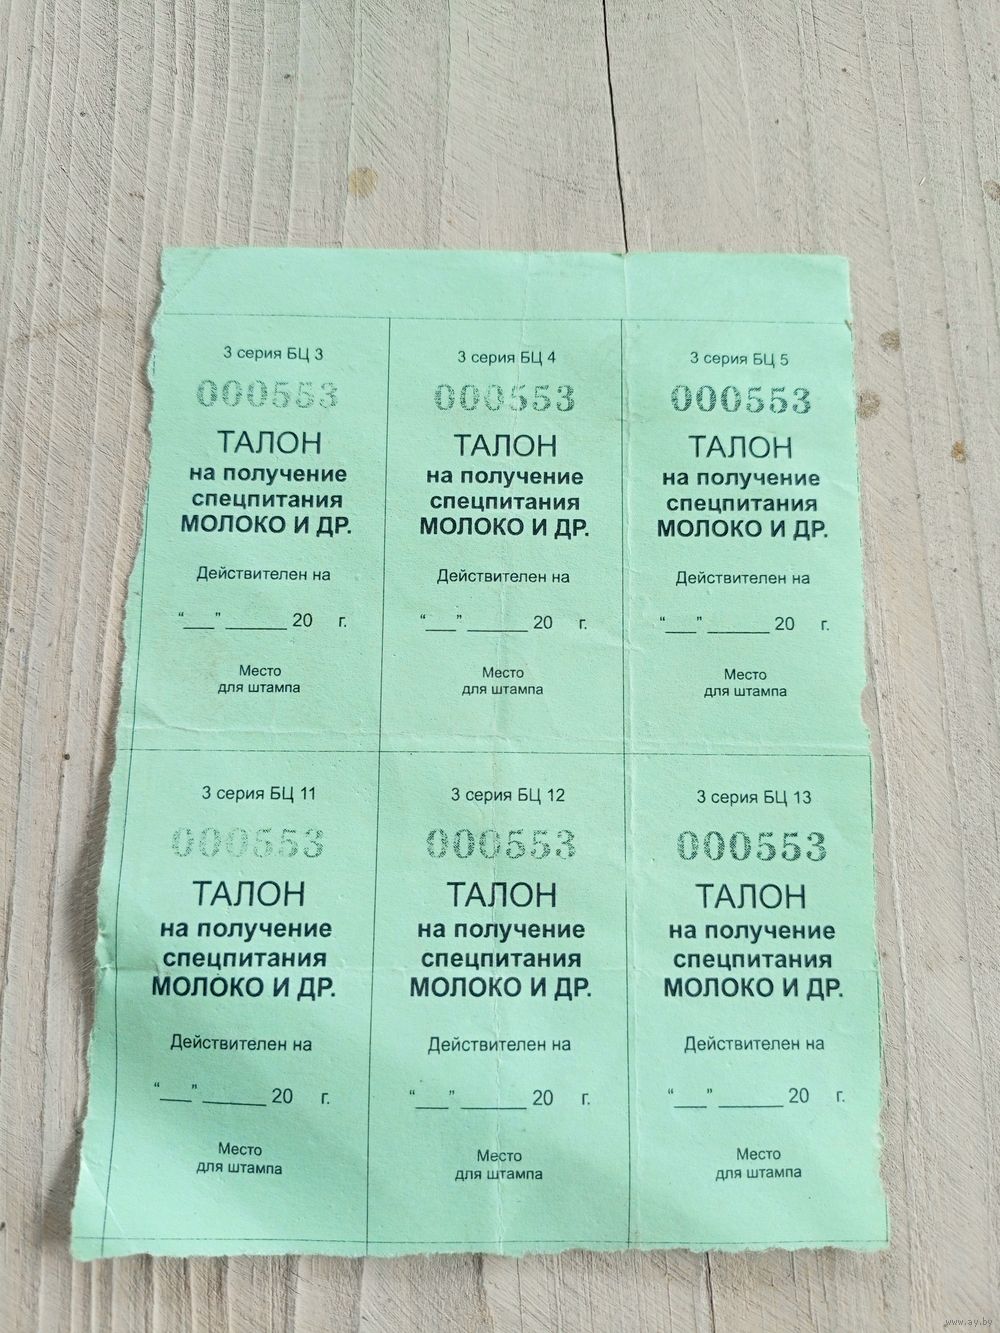 3 серия БЦ 3
000553
ТАЛОН
на получение
спецпитания
МОЛОКО И ДР.
Действителен на
“___” ______ 20 г.
Место
для штампа
3 серия БЦ 4
000553
ТАЛОН
на получение
спецпитания
МОЛОКО И ДР.
Действителен на
“___” ______ 20 г.
Место
для штампа
3 серия БЦ 5
000553
ТАЛОН
на получение
спецпитания
МОЛОКО И ДР.
Действителен на
“___” ______ 20 г.
Место
для штампа
3 серия БЦ 11
000553
ТАЛОН
на получение
спецпитания
МОЛОКО И ДР.
Действителен на
“___” ______ 20 г.
Место
для штампа
3 серия БЦ 12
000553
ТАЛОН
на получение
спецпитания
МОЛОКО И ДР.
Действителен на
“___” ______ 20 г.
Место
для штампа
3 серия БЦ 13
000553
ТАЛОН
на получение
спецпитания
МОЛОКО И ДР.
Действителен на
“___” ______ 20 г.
Место
для штампа
www.ay.by